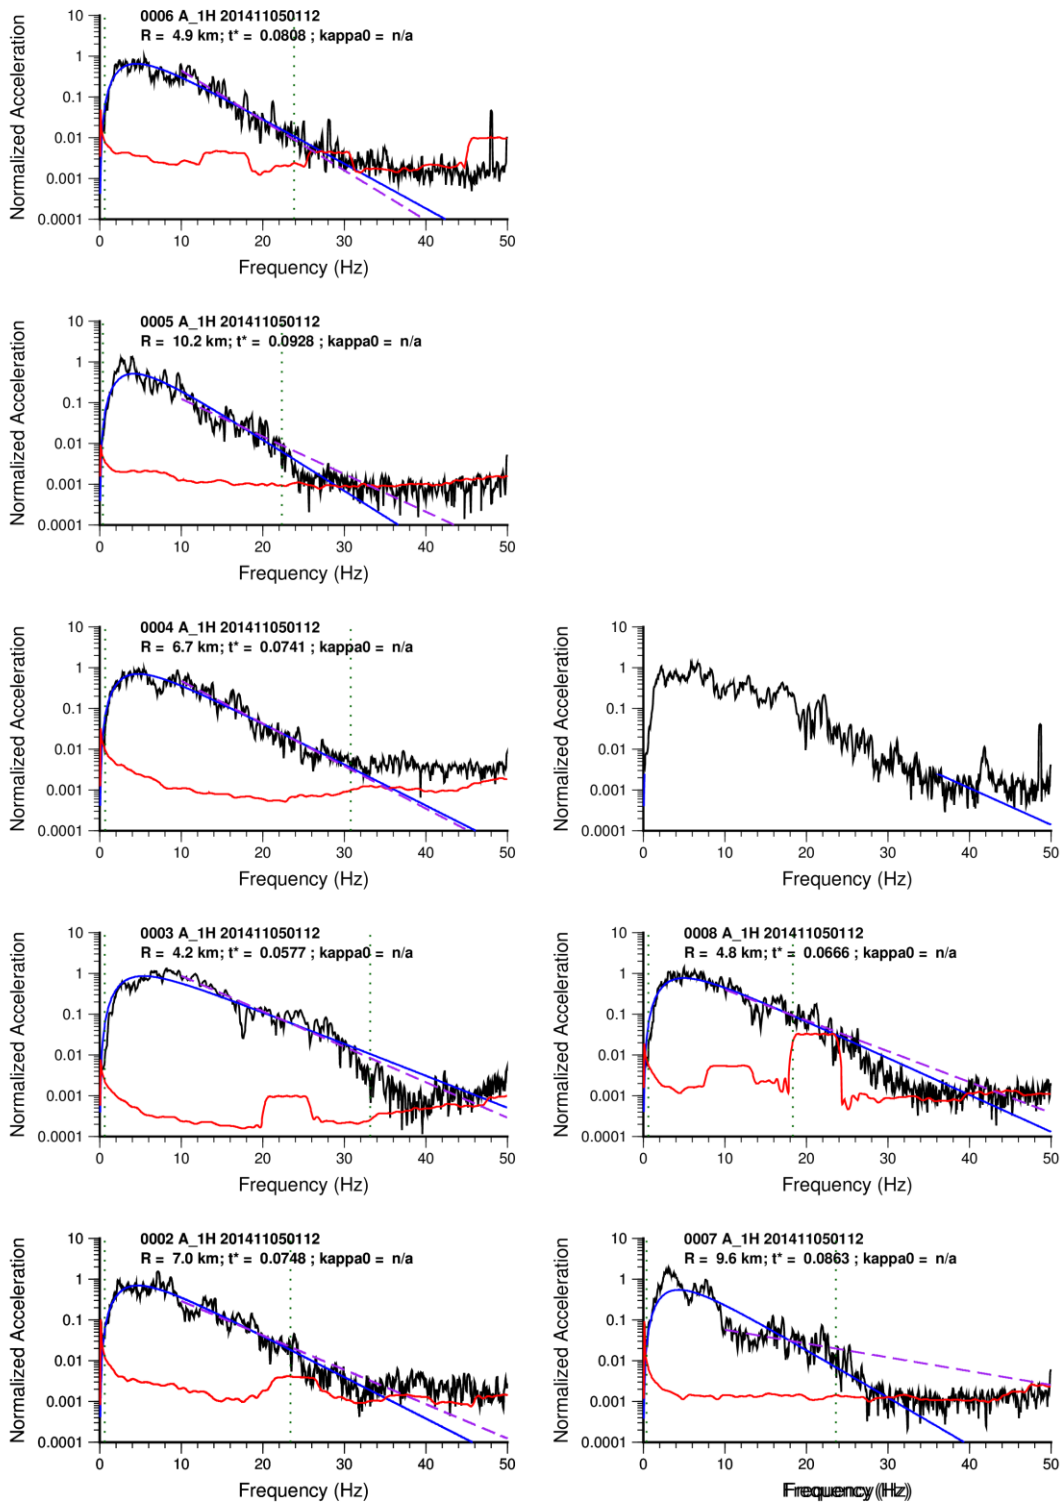 0006 A_1H 201411050112
R = 4.9 km; t* = 0.0808 ; kappa0 = n/a
Normalized Acceleration
10
1
0.1
0.01
0.001
0.0001
0 10 20 30 40 50
Frequency (Hz)
0005 A_1H 201411050112
R = 10.2 km; t* = 0.0928 ; kappa0 = n/a
Normalized Acceleration
10
1
0.1
0.01
0.001
0.0001
0 10 20 30 40 50
Frequency (Hz)
0004 A_1H 201411050112
R = 6.7 km; t* = 0.0741 ; kappa0 = n/a
Normalized Acceleration
10
1
0.1
0.01
0.001
0.0001
0 10 20 30 40 50
Frequency (Hz)
Normalized Acceleration
10
1
0.1
0.01
0.001
0.0001
0 10 20 30 40 50
Frequency (Hz)
0003 A_1H 201411050112
R = 4.2 km; t* = 0.0577 ; kappa0 = n/a
Normalized Acceleration
10
1
0.1
0.01
0.001
0.0001
0 10 20 30 40 50
Frequency (Hz)
0008 A_1H 201411050112
R = 4.8 km; t* = 0.0666 ; kappa0 = n/a
Normalized Acceleration
10
1
0.1
0.01
0.001
0.0001
0 10 20 30 40 50
Frequency (Hz)
0002 A_1H 201411050112
R = 7.0 km; t* = 0.0748 ; kappa0 = n/a
Normalized Acceleration
10
1
0.1
0.01
0.001
0.0001
0 10 20 30 40 50
Frequency (Hz)
0007 A_1H 201411050112
R = 9.6 km; t* = 0.0863 ; kappa0 = n/a
Normalized Acceleration
10
1
0.1
0.01
0.001
0.0001
0 10 20 30 40 50
Frequency (Hz)